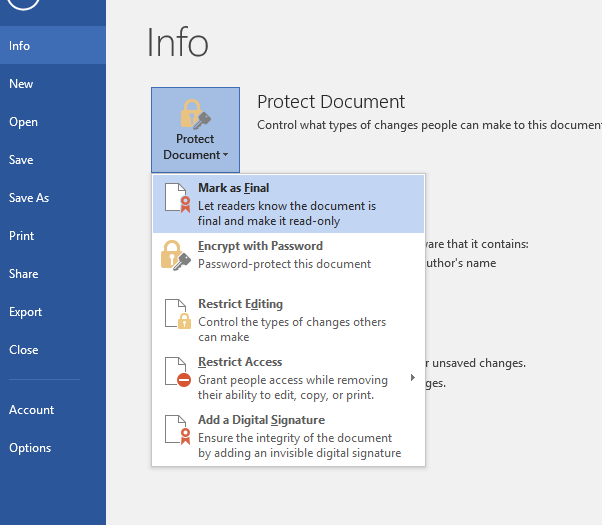 Info
New
Open
Save
Save As
Print
Share
Export
Close
Account
Options
Info
Protect
Document
Protect Document
Control what types of changes people can make to this document
Mark as Final
Let readers know the document is
final and make it read-only
Encrypt with Password
Password-protect this document
Restrict Editing
Control the types of changes others
can make
Restrict Access
Grant people access while removing
their ability to edit, copy, or print.
Add a Digital Signature
Ensure the integrity of the document
by adding an invisible digital signature
that it contains:
name
unsaved changes.